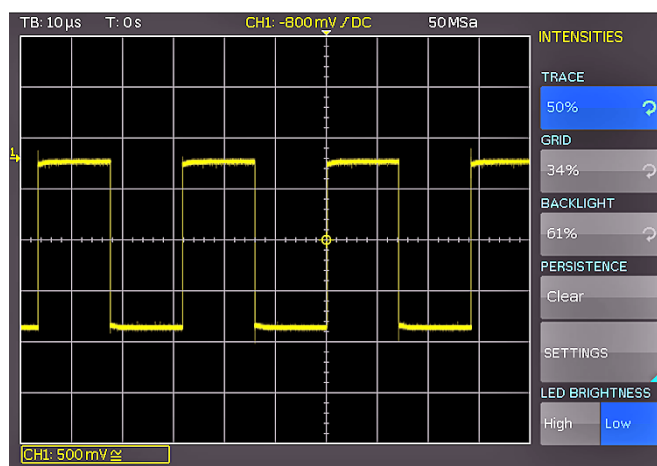 TB: 10 µs T: 0 s CH1: -800 mV / DC 50 MSa
INTENSITIES
TRACE
50%
GRID
34%
BACKLIGHT
61%
PERSISTENCE
Clear
SETTINGS
LED BRIGHTNESS
High Low
1
CH1: 500 mV ≅